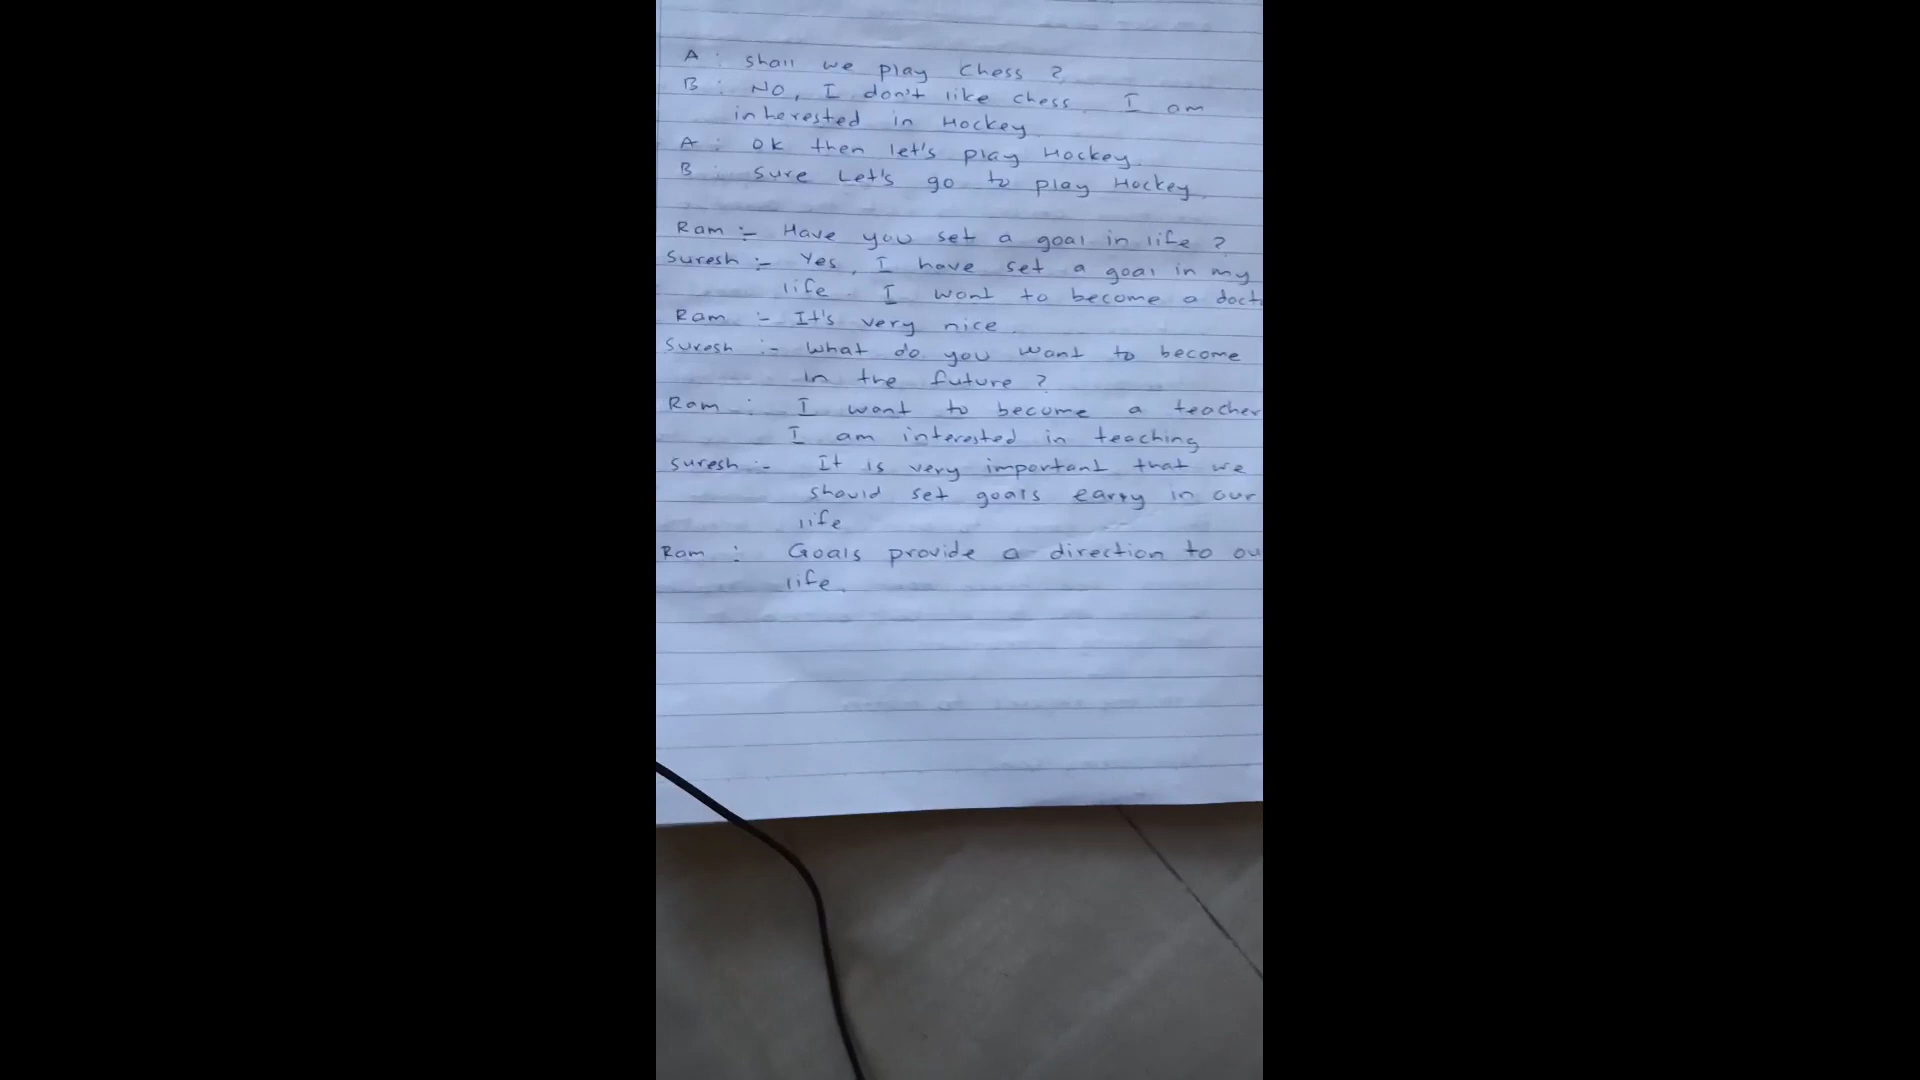 A : shall we play chess ?
B : No, I don't like chess. I am
interested in Hockey.
A : ok then let's play Hockey.
B : Sure Let's go to play Hockey.
Ram :- Have you set a goal in life ?
Suresh :- Yes, I have set a goal in my
life. I want to become a
Ram :- It's very nice.
Suresh :- What do you want to become
in the future ?
Ram : I want to become a teacher
I am interested in teaching
Suresh :- It is very important that we
should set goals early in our
life
Ram : Goals provide a direction to
life.